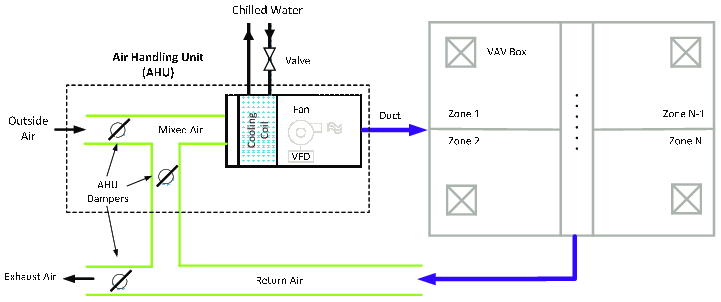 Chilled Water
Valve
Air Handling Unit
(AHU)
Outside
Air
Mixed Air
Cooling
Coil
Fan
VFD
Duct
VAV Box
Zone 1
Zone 2
Zone N-1
Zone N
AHU
Dampers
Exhaust Air
Return Air